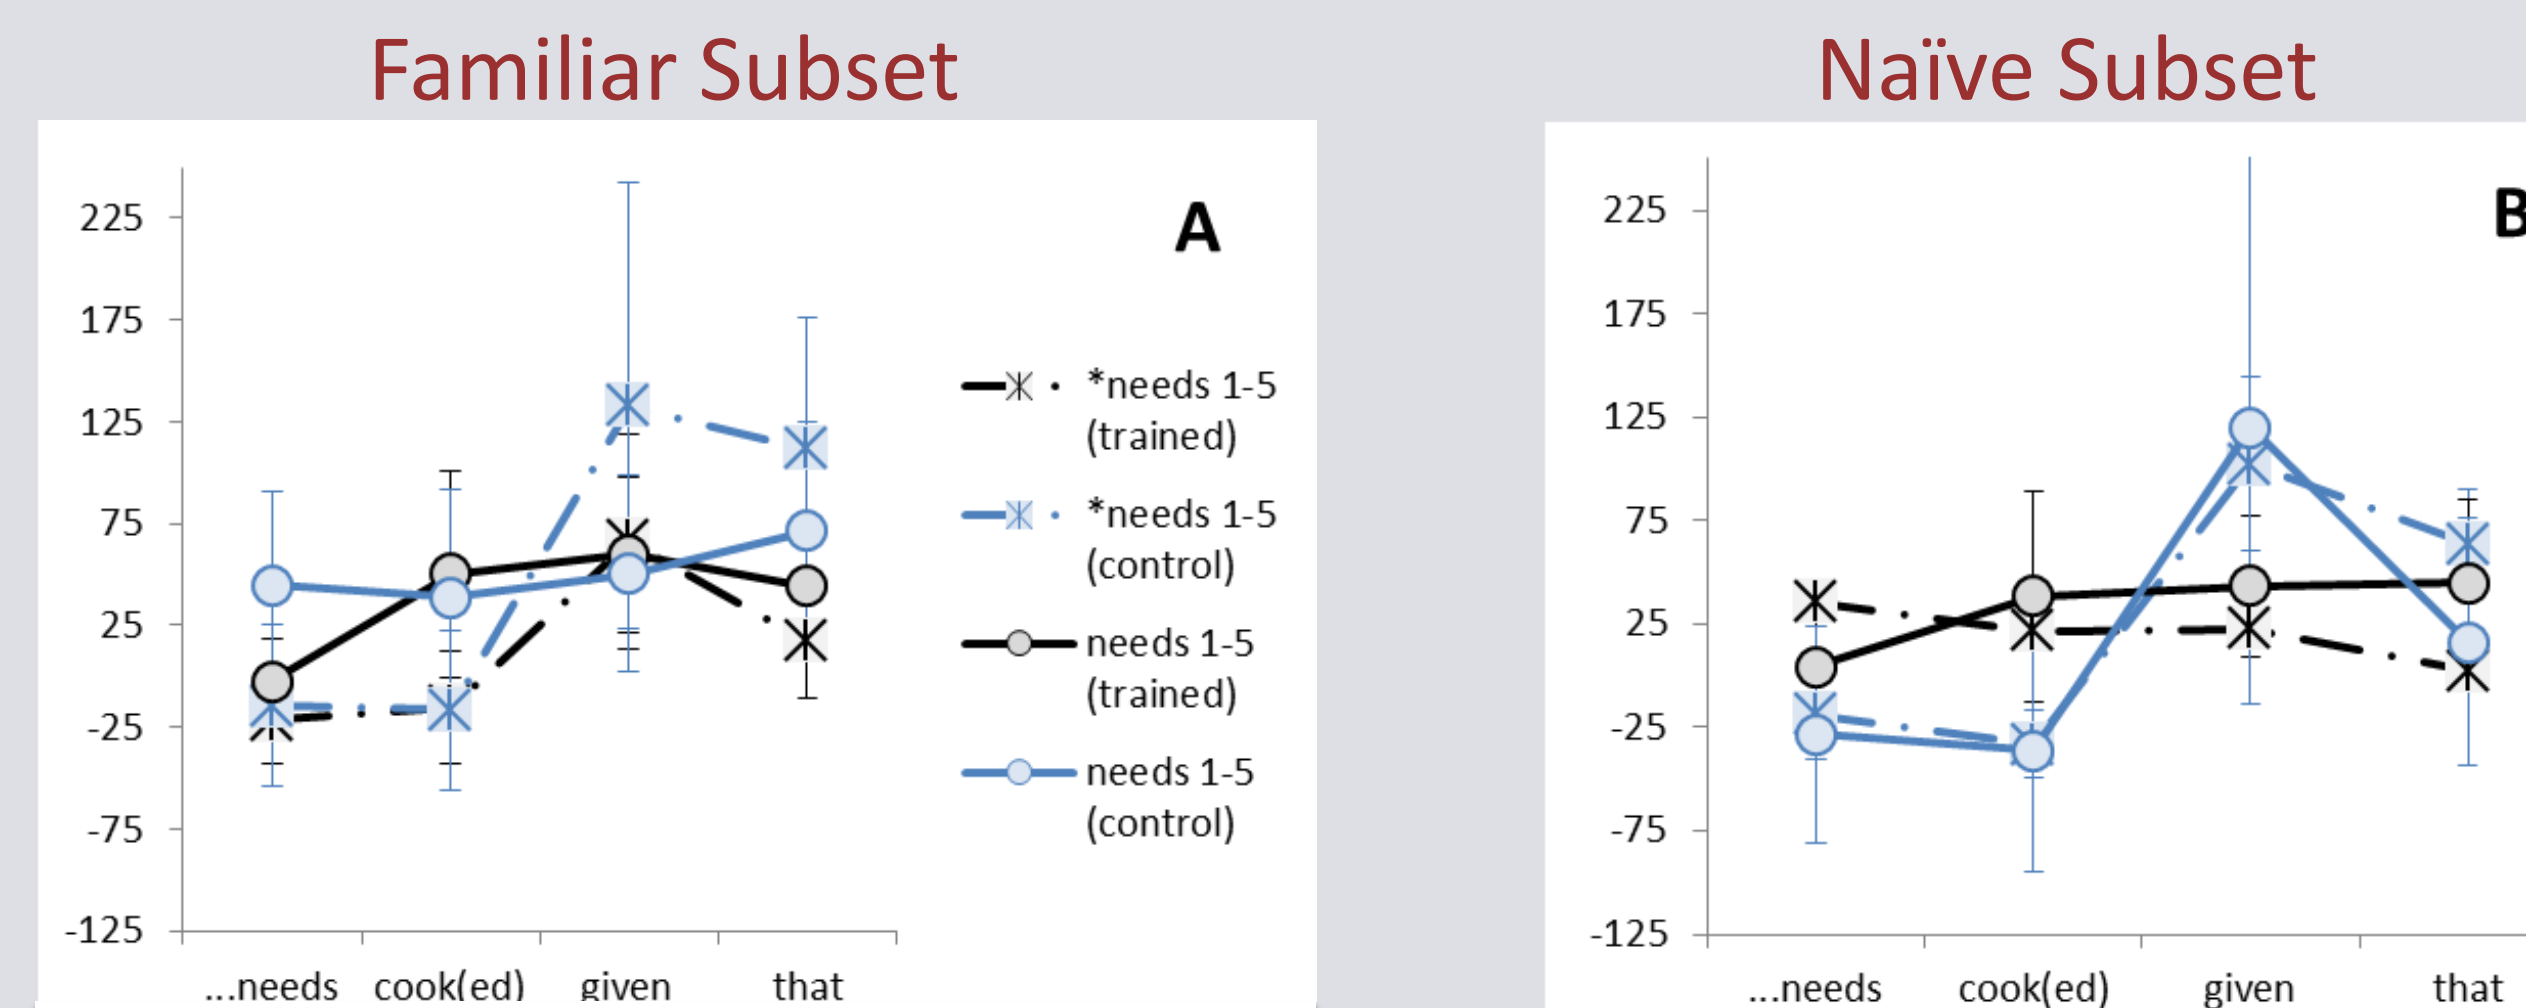 Familiar Subset
A
225
175
125
75
25
-25
-75
-125
...needs cook(ed) given that
*needs 1-5
(trained)
*needs 1-5
(control)
needs 1-5
(trained)
needs 1-5
(control)
Naïve Subset
B
225
175
125
75
25
-25
-75
-125
...needs cook(ed) given that